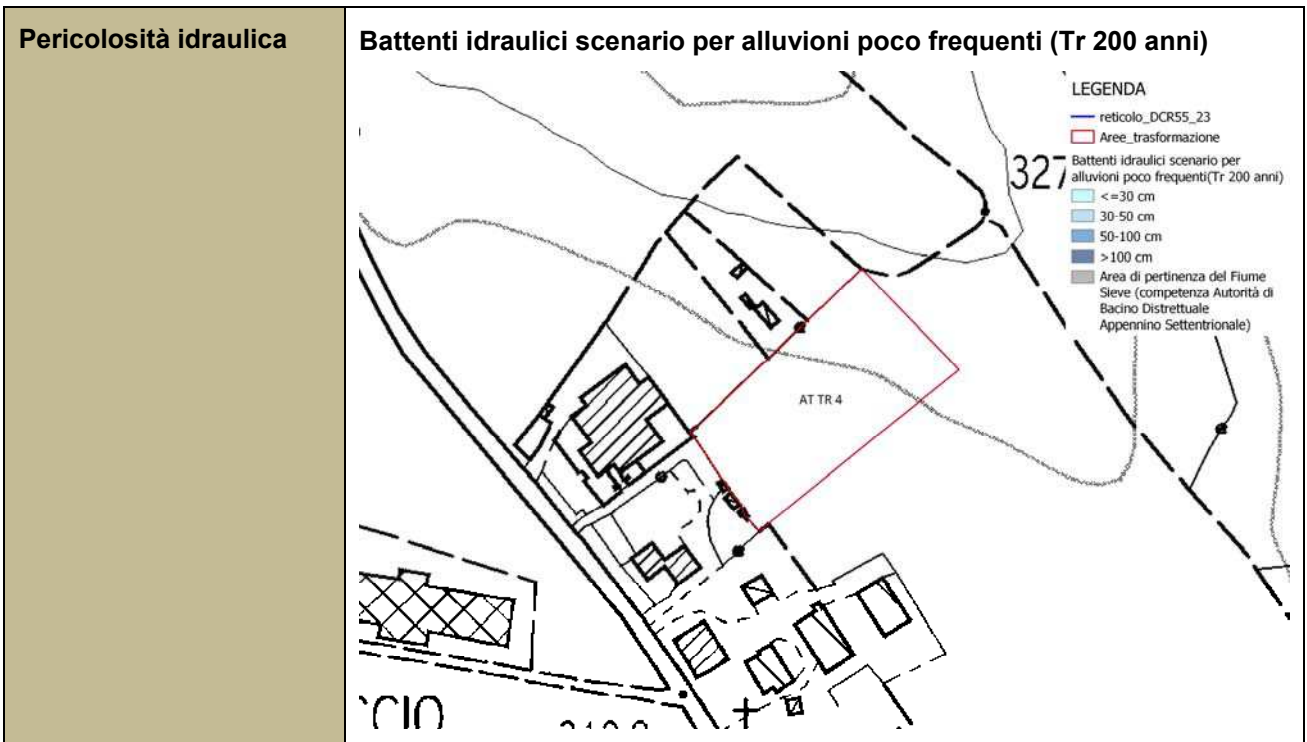 Pericolosità idraulica
Battenti idraulici scenario per alluvioni poco frequenti (Tr 200 anni)
LEGENDA
reticolo_DCR55_23
Aree_trasformazione
Battenti idraulici scenario per
alluvioni poco frequenti(Tr 200 anni)
<=30 cm
30-50 cm
50-100 cm
>100 cm
Area di pertinenza del Fiume
Sieve (competenza Autorità di
Bacino Distrettuale
Appennino Settentrionale)
327
AT TR 4
CCIO